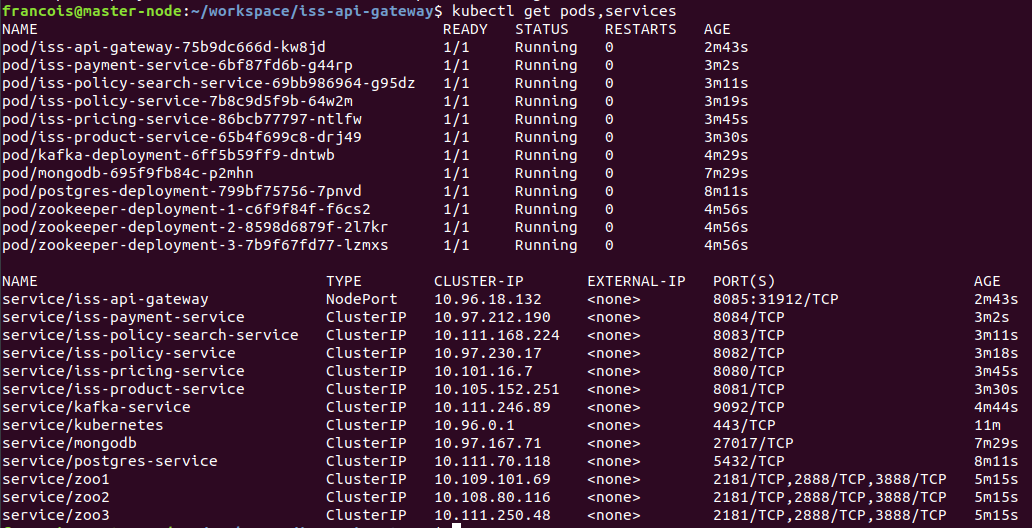 francois@master-node:~/workspace/iss-api-gateway$ kubectl get pods,services
NAME READY STATUS RESTARTS AGE
pod/iss-api-gateway-75b9dc666d-kw8jd 1/1 Running 0 2m43s
pod/iss-payment-service-6bf87fd6b-g44rp 1/1 Running 0 3m2s
pod/iss-policy-search-service-69bb986964-g95dz 1/1 Running 0 3m11s
pod/iss-policy-service-7b8c9d5f9b-64w2m 1/1 Running 0 3m19s
pod/iss-pricing-service-86bcb77797-ntlfw 1/1 Running 0 3m45s
pod/iss-product-service-65b4f699c8-drj49 1/1 Running 0 3m30s
pod/kafka-deployment-6ff5b59ff9-dntwb 1/1 Running 0 4m29s
pod/mongodb-695f9fb84c-p2mhn 1/1 Running 0 7m29s
pod/postgres-deployment-799bf75756-7pnvd 1/1 Running 0 8m11s
pod/zookeeper-deployment-1-c6f9f84f-f6cs2 1/1 Running 0 4m56s
pod/zookeeper-deployment-2-8598d6879f-2l7kr 1/1 Running 0 4m56s
pod/zookeeper-deployment-3-7b9f67fd77-lzmxs 1/1 Running 0 4m56s
NAME TYPE CLUSTER-IP EXTERNAL-IP PORT(S) AGE
service/iss-api-gateway NodePort 10.96.18.132 <none> 8085:31912/TCP 2m43s
service/iss-payment-service ClusterIP 10.97.212.190 <none> 8084/TCP 3m2s
service/iss-policy-search-service ClusterIP 10.111.168.224 <none> 8083/TCP 3m11s
service/iss-policy-service ClusterIP 10.97.230.17 <none> 8082/TCP 3m18s
service/iss-pricing-service ClusterIP 10.101.16.7 <none> 8080/TCP 3m45s
service/iss-product-service ClusterIP 10.105.152.251 <none> 8081/TCP 3m30s
service/kafka-service ClusterIP 10.111.246.89 <none> 9092/TCP 4m44s
service/kubernetes ClusterIP 10.96.0.1 <none> 443/TCP 11m
service/mongodb ClusterIP 10.97.167.71 <none> 27017/TCP 7m29s
service/postgres-service ClusterIP 10.111.70.118 <none> 5432/TCP 8m11s
service/zoo1 ClusterIP 10.109.101.69 <none> 2181/TCP,2888/TCP,3888/TCP 5m15s
service/zoo2 ClusterIP 10.108.80.116 <none> 2181/TCP,2888/TCP,3888/TCP 5m15s
service/zoo3 ClusterIP 10.111.250.48 <none> 2181/TCP,2888/TCP,3888/TCP 5m15s